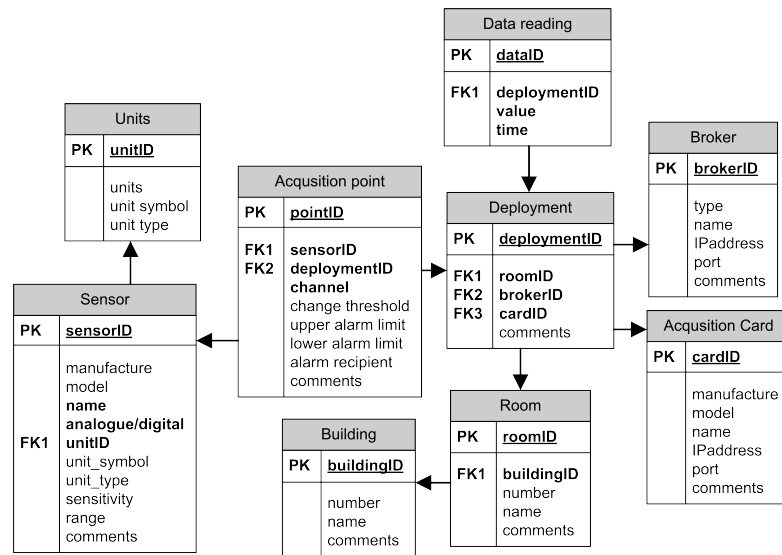 Data reading
PK dataID
FK1 deploymentID
value
time
Units
PK unitID
units
unit symbol
unit type
Broker
PK brokerID
type
name
IPaddress
port
comments
Acqusition point
PK pointID
FK1 sensorID
FK2 deploymentID
channel
change threshold
upper alarm limit
lower alarm limit
alarm recipient
comments
Deployment
PK deploymentID
FK1 roomID
FK2 brokerID
FK3 cardID
comments
Sensor
PK sensorID
manufacture
model
name
analogue/digital
FK1 unitID
unit_symbol
unit_type
sensitivity
range
comments
Acqusition Card
PK cardID
manufacture
model
name
IPaddress
port
comments
Room
PK roomID
FK1 buildingID
number
name
comments
Building
PK buildingID
number
name
comments